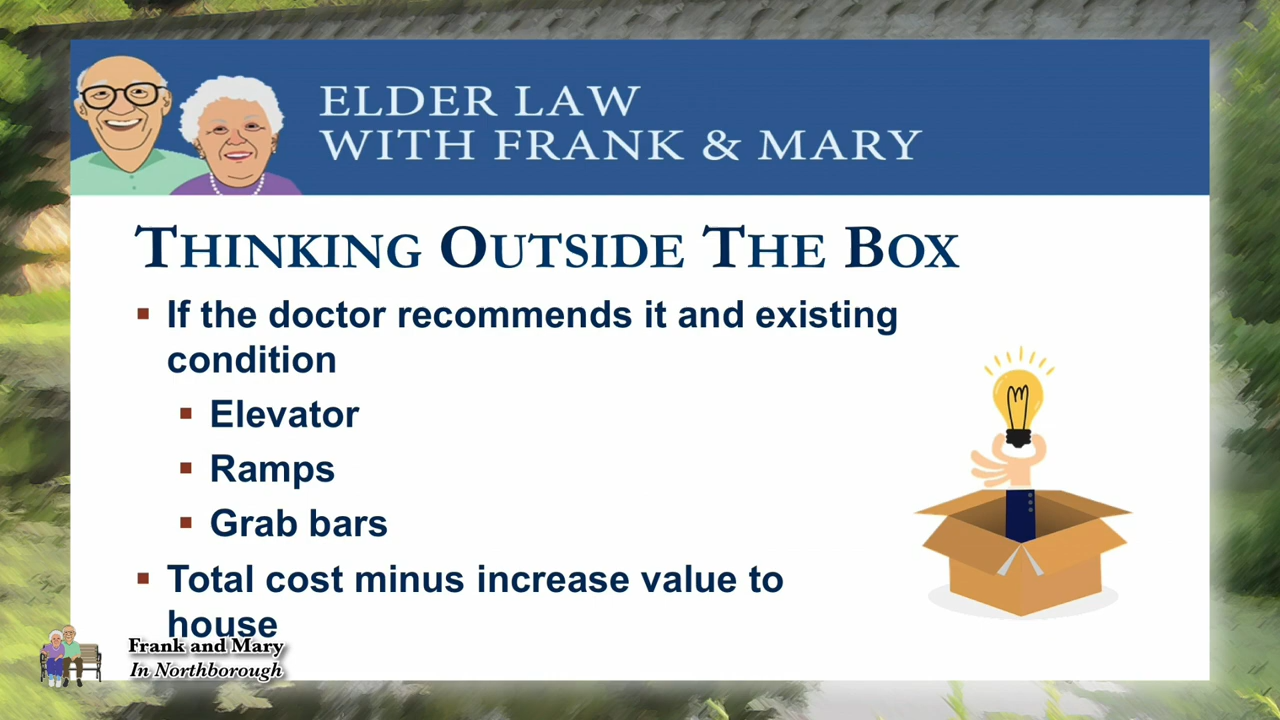 ELDER LAW
WITH FRANK & MARY
THINKING OUTSIDE THE BOX
If the doctor recommends it and existing
condition
Elevator
Ramps
Grab bars
Total cost minus increase value to
house
Frank and Mary
In Northborough